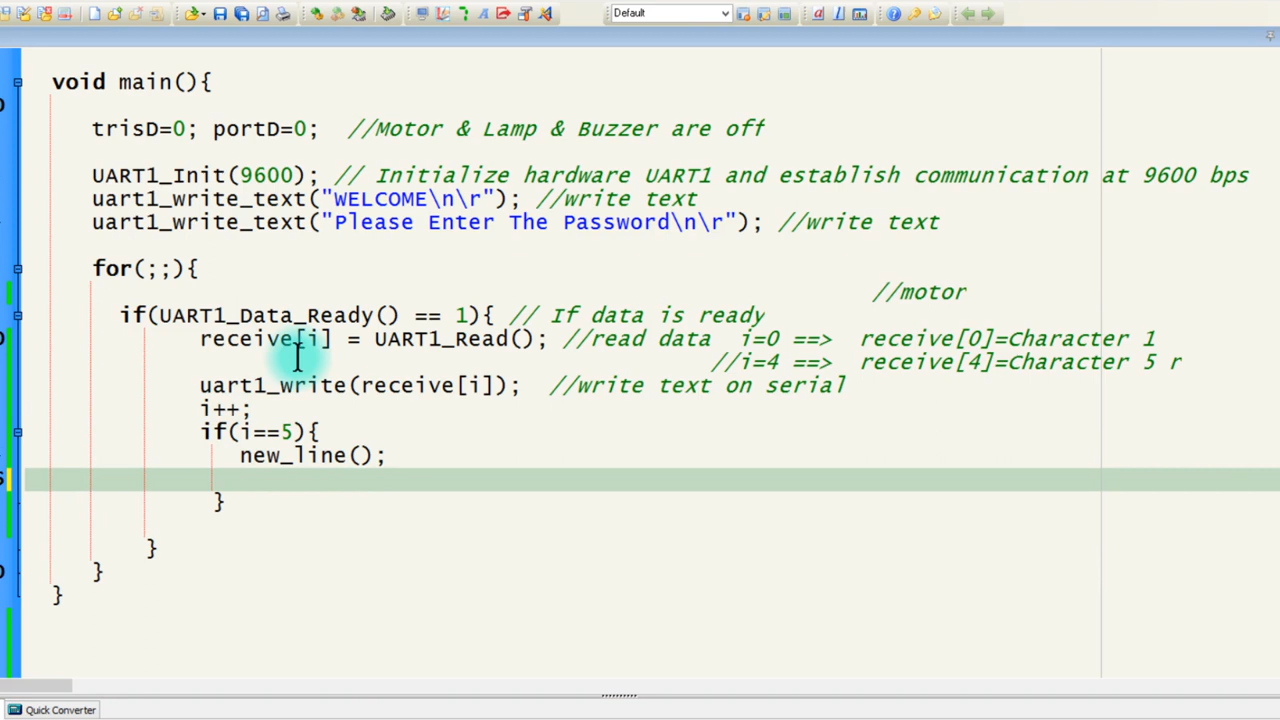 Default
void main(){
trisD=0; portD=0; //Motor & Lamp & Buzzer are off
UART1_Init(9600); // Initialize hardware UART1 and establish communication at 9600 bps
uart1_write_text("WELCOME\n\r"); //write text
uart1_write_text("Please Enter The Password\n\r"); //write text
for(;;){
//motor
if(UART1_Data_Ready() == 1){ // If data is ready
receive[i] = UART1_Read(); //read data i=0 ==> receive[0]=Character 1
//i=4 ==> receive[4]=Character 5 r
uart1_write(receive[i]); //write text on serial
i++;
if(i==5){
new_line();
}
}
}
}
Quick Converter